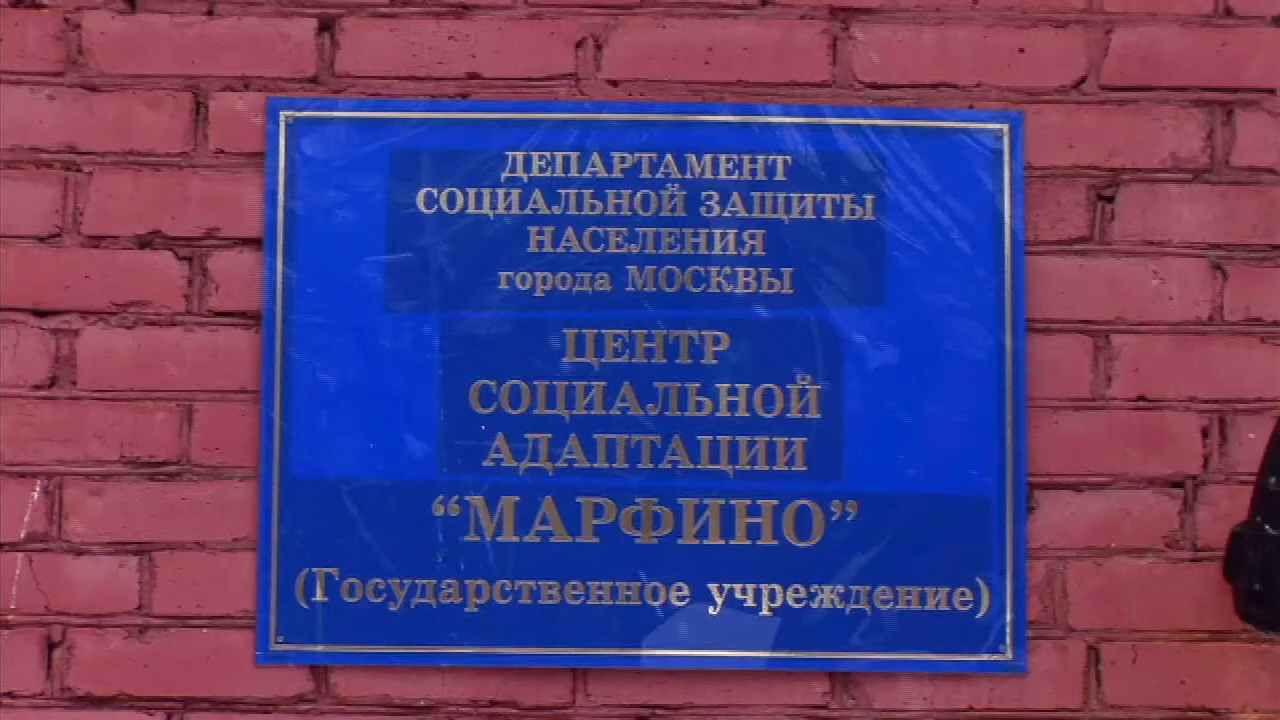 ДЕПАРТАМЕНТ
СОЦИАЛЬНОЙ ЗАЩИТЫ
НАСЕЛЕНИЯ
города МОСКВЫ
ЦЕНТР
СОЦИАЛЬНОЙ
АДАПТАЦИИ
“МАРФИНО”
(Государственное учреждение)